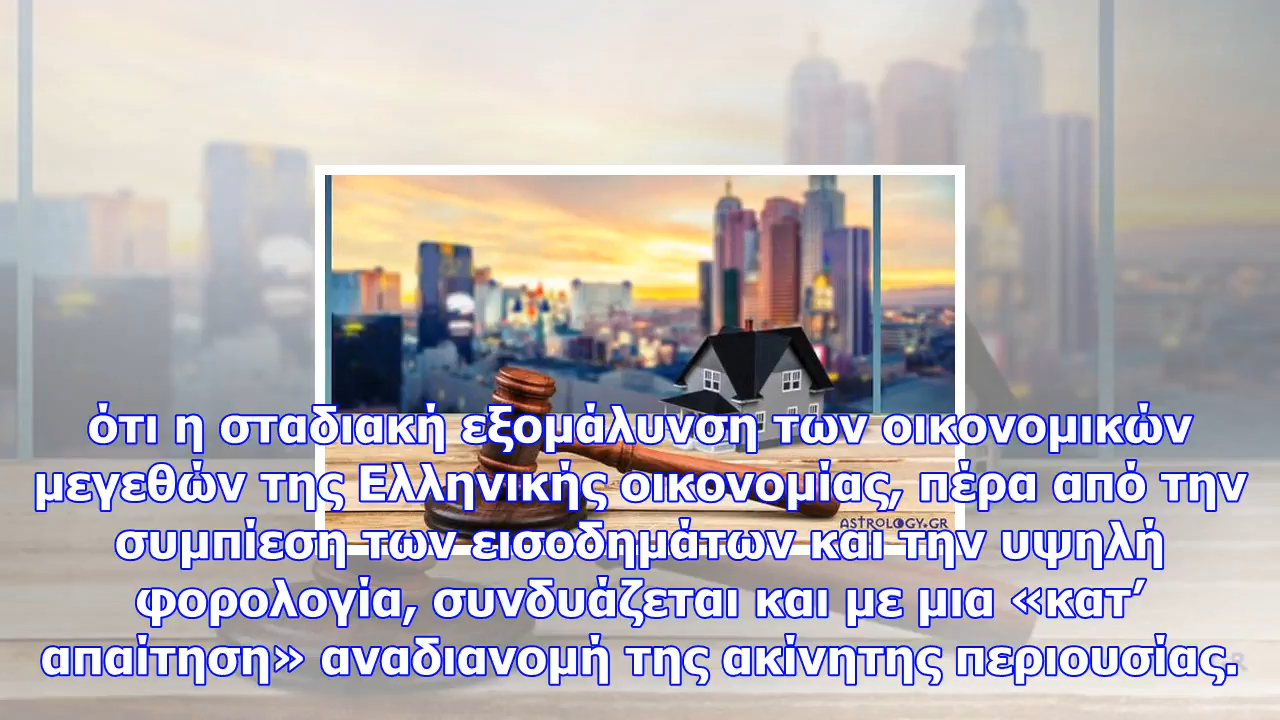 ASTROLOGY.GR
ότι η σταδιακή εξομάλυνση των οικονομικών
μεγεθών της Ελληνικής οικονομίας, πέρα από την
συμπίεση των εισοδημάτων και την υψηλή
φορολογία, συνδυάζεται και με μια «κατ’
απαίτηση» αναδιανομή της ακίνητης περιουσίας.